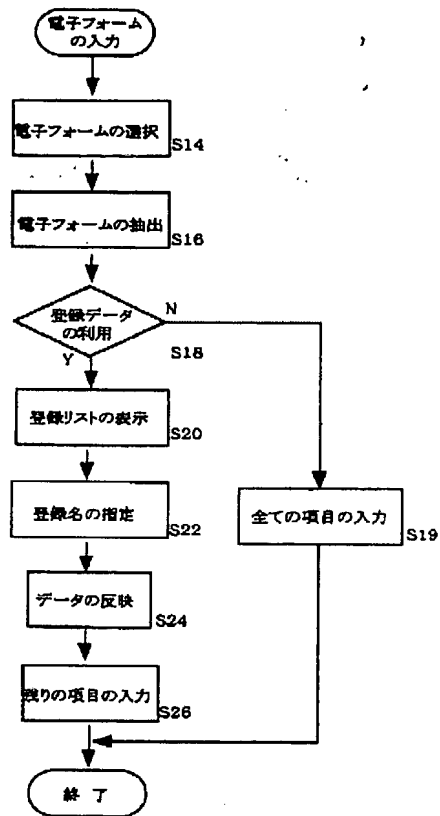 電子フォーム
の入力
電子フォームの選択
S14
電子フォームの抽出
S16
登録データ
の利用
N
Y
S18
登録リストの表示
S20
登録名の指定
S22
全ての項目の入力
S19
データの反映
S24
残りの項目の入力
S26
終 了